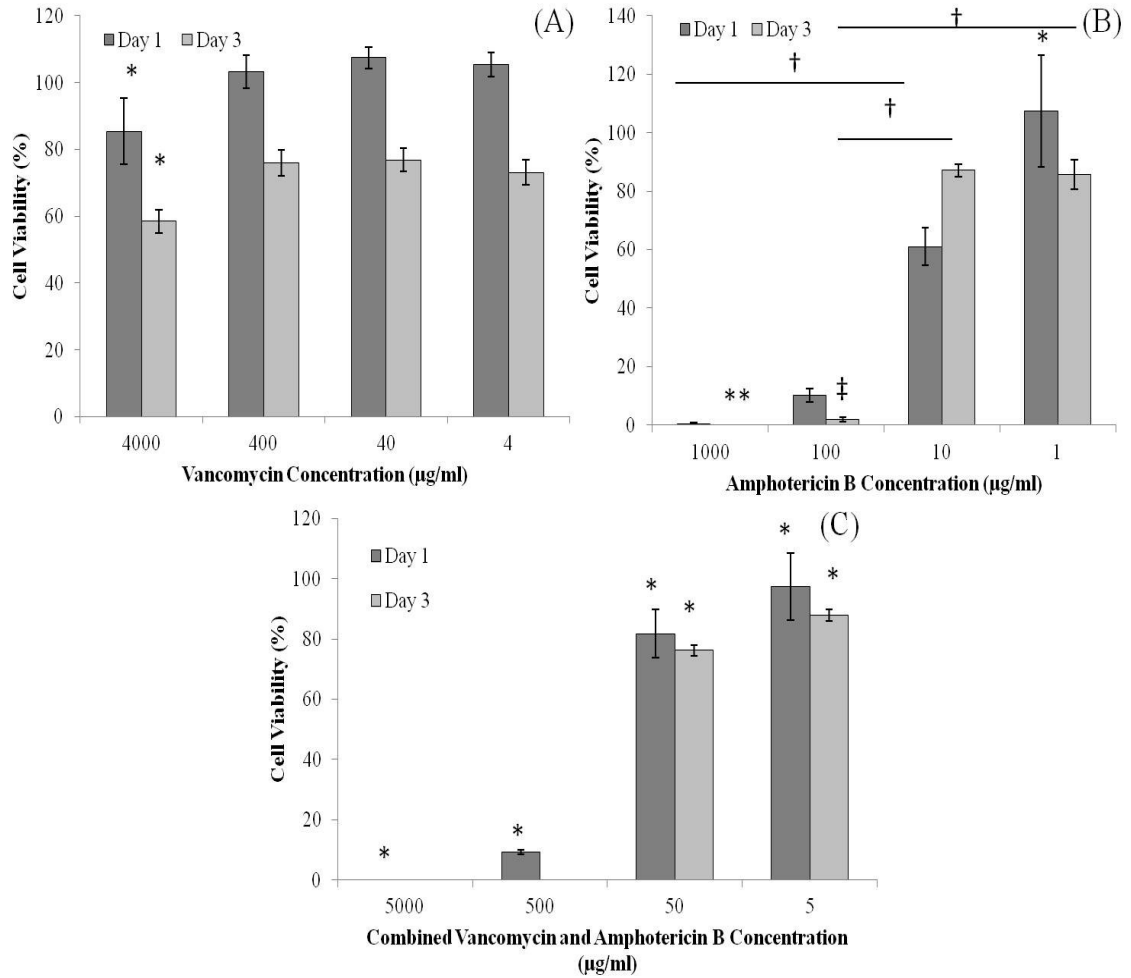 (A)
Day 1 Day 3
* *
120
100
80
60
40
20
0
Cell Viability (%)
4000 400 40 4
Vancomycin Concentration (µg/ml)
(B)
Day 1 Day 3
†
*
†
†
** ‡
140
120
100
80
60
40
20
0
Cell Viability (%)
1000 100 10 1
Amphotericin B Concentration (µg/ml)
(C)
Day 1
Day 3
* * * *
*
*
120
100
80
60
40
20
0
Cell Viability (%)
5000 500 50 5
Combined Vancomycin and Amphotericin B Concentration
(µg/ml)